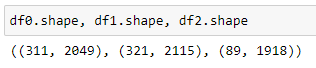 df0.shape, df1.shape, df2.shape
((311, 2049), (321, 2115), (89, 1918))